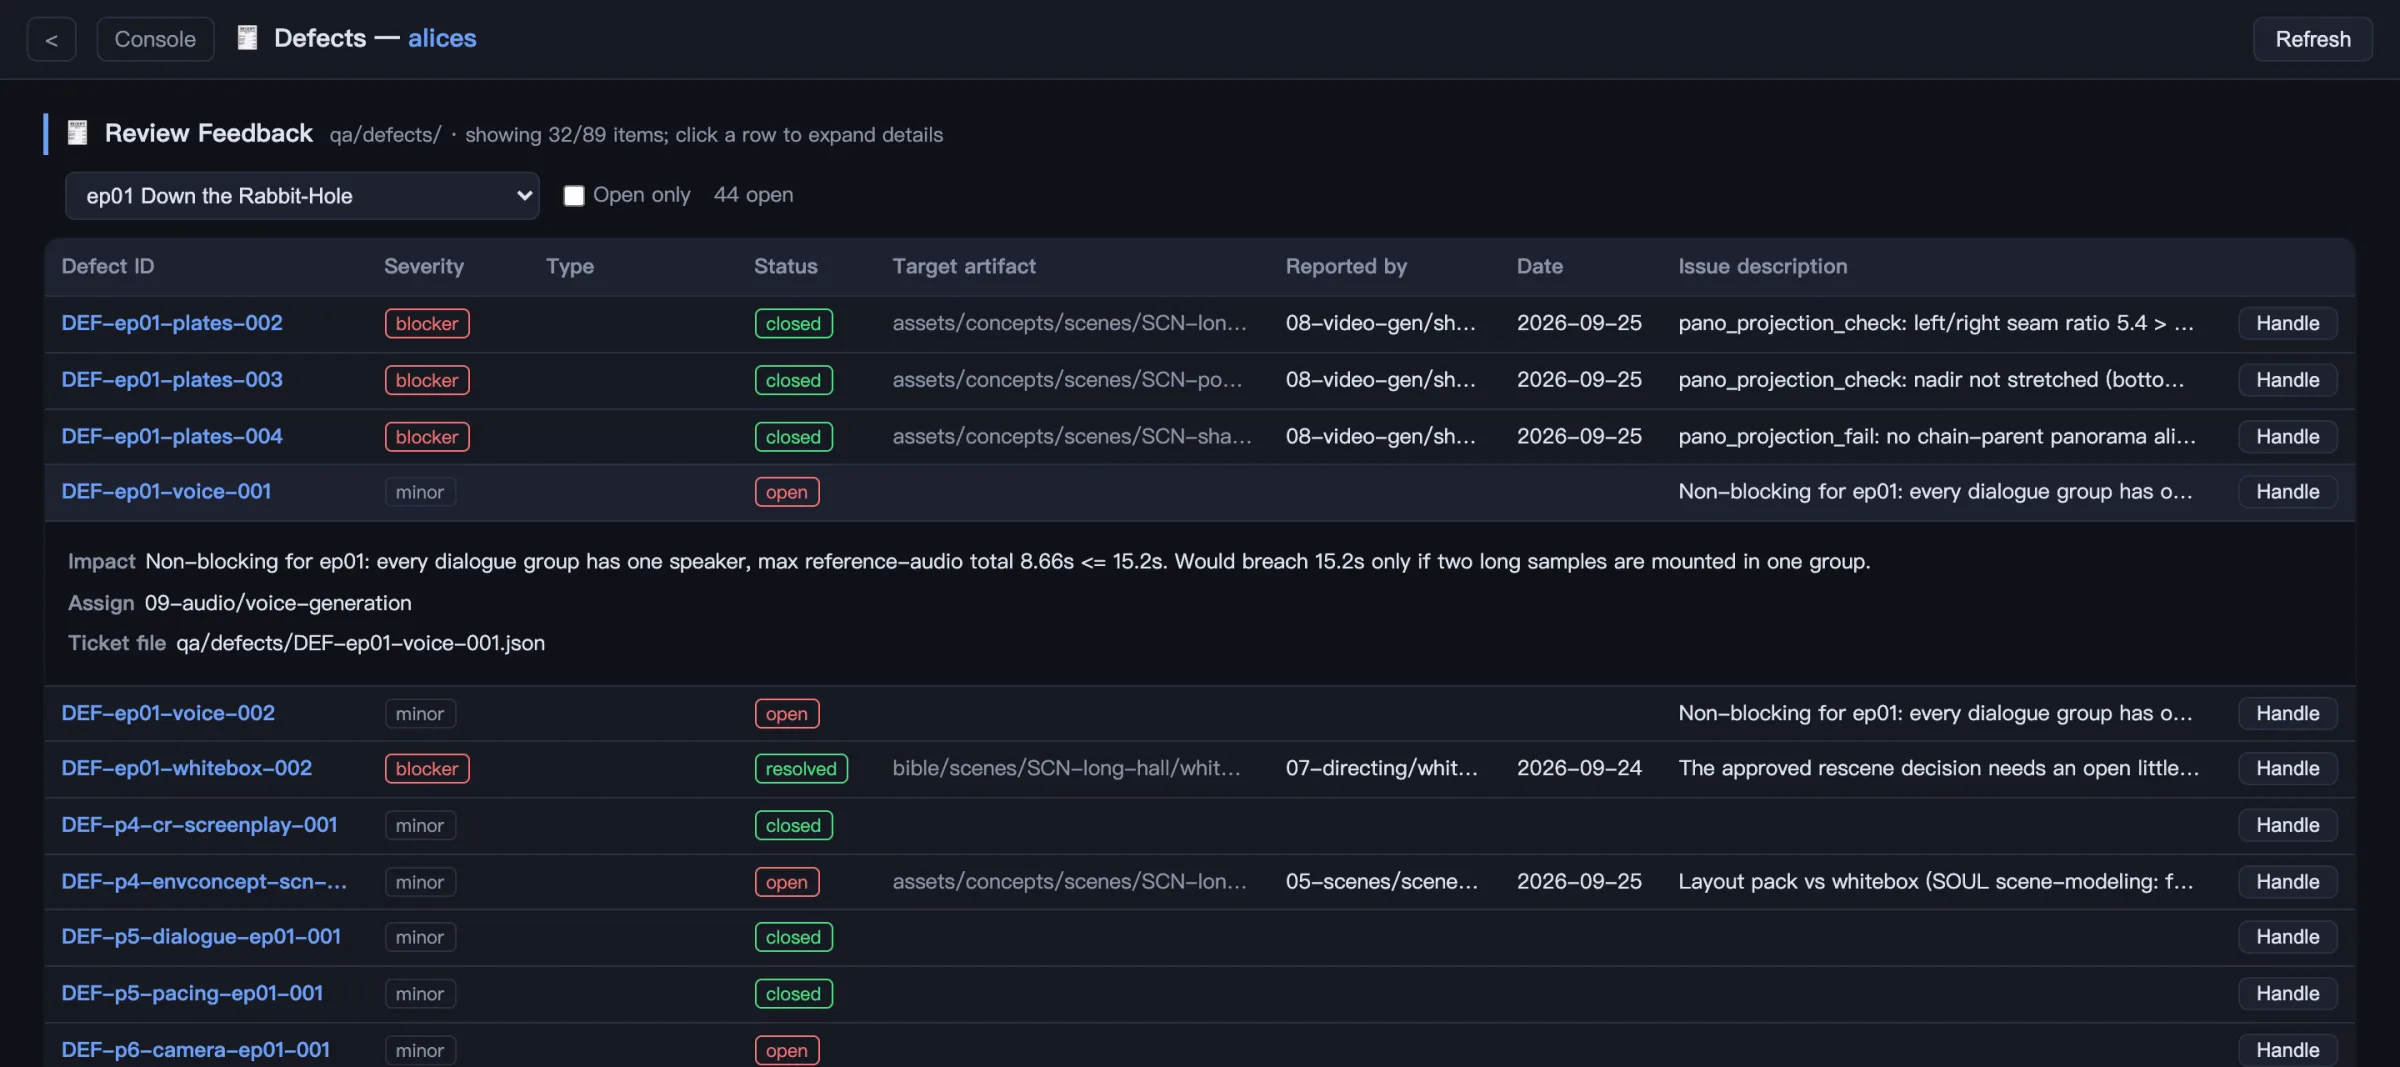 < Console Defects — alices Refresh
Review Feedback qa/defects/ · showing 32/89 items; click a row to expand details
ep01 Down the Rabbit-Hole Open only 44 open
Defect ID Severity Type Status Target artifact Reported by Date Issue description
DEF-ep01-plates-002 blocker closed assets/concepts/scenes/SCN-lon... 08-video-gen/sh... 2026-09-25 pano_projection_check: left/right seam ratio 5.4 > ... Handle
DEF-ep01-plates-003 blocker closed assets/concepts/scenes/SCN-po... 08-video-gen/sh... 2026-09-25 pano_projection_check: nadir not stretched (botto... Handle
DEF-ep01-plates-004 blocker closed assets/concepts/scenes/SCN-sha... 08-video-gen/sh... 2026-09-25 pano_projection_fail: no chain-parent panorama ali... Handle
DEF-ep01-voice-001 minor open Non-blocking for ep01: every dialogue group has o... Handle
Impact Non-blocking for ep01: every dialogue group has one speaker, max reference-audio total 8.66s <= 15.2s. Would breach 15.2s only if two long samples are mounted in one group.
Assign 09-audio/voice-generation
Ticket file qa/defects/DEF-ep01-voice-001.json
DEF-ep01-voice-002 minor open Non-blocking for ep01: every dialogue group has o... Handle
DEF-ep01-whitebox-002 blocker resolved bible/scenes/SCN-long-hall/whit... 07-directing/whit... 2026-09-24 The approved rescene decision needs an open little... Handle
DEF-p4-cr-screenplay-001 minor closed Handle
DEF-p4-envconcept-scn-... minor open assets/concepts/scenes/SCN-lon... 05-scenes/scene... 2026-09-25 Layout pack vs whitebox (SOUL scene-modeling: f... Handle
DEF-p5-dialogue-ep01-001 minor closed Handle
DEF-p5-pacing-ep01-001 minor closed Handle
DEF-p6-camera-ep01-001 minor open Handle